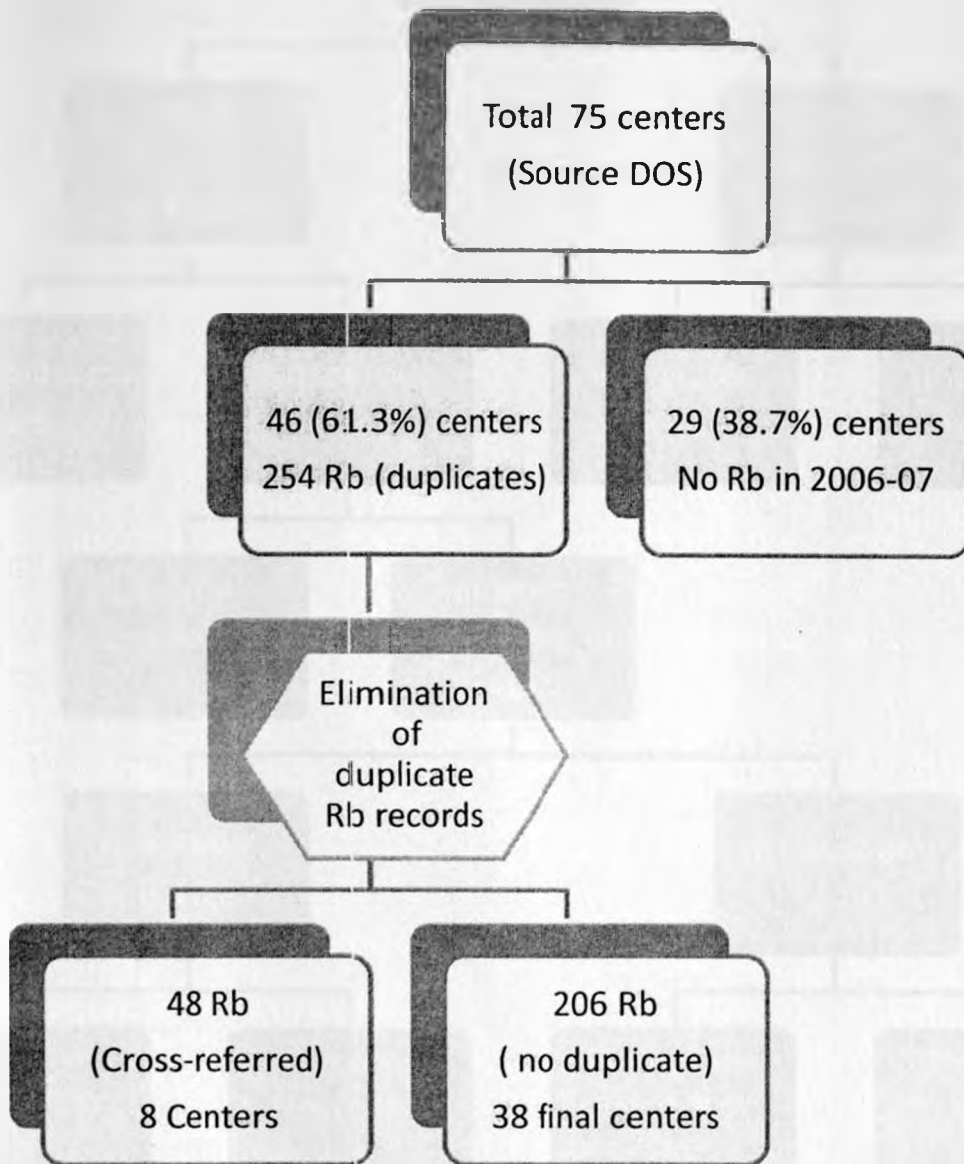 Total 75 centers
(Source DOS)
46 (61.3%) centers
254 Rb (duplicates)
29 (38.7%) centers
No Rb in 2006-07
Elimination
of
duplicate
Rb records
48 Rb
(Cross-referred)
8 Centers
206 Rb
( no duplicate)
38 final centers